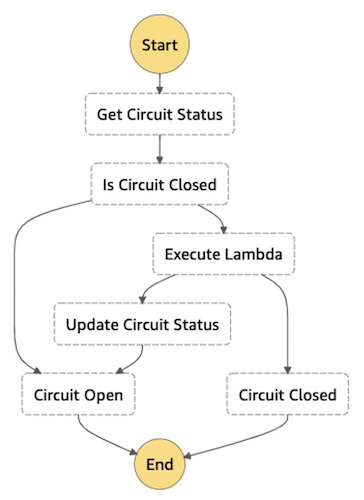 Start
Get Circuit Status
Is Circuit Closed
Execute Lambda
Update Circuit Status
Circuit Open
Circuit Closed
End